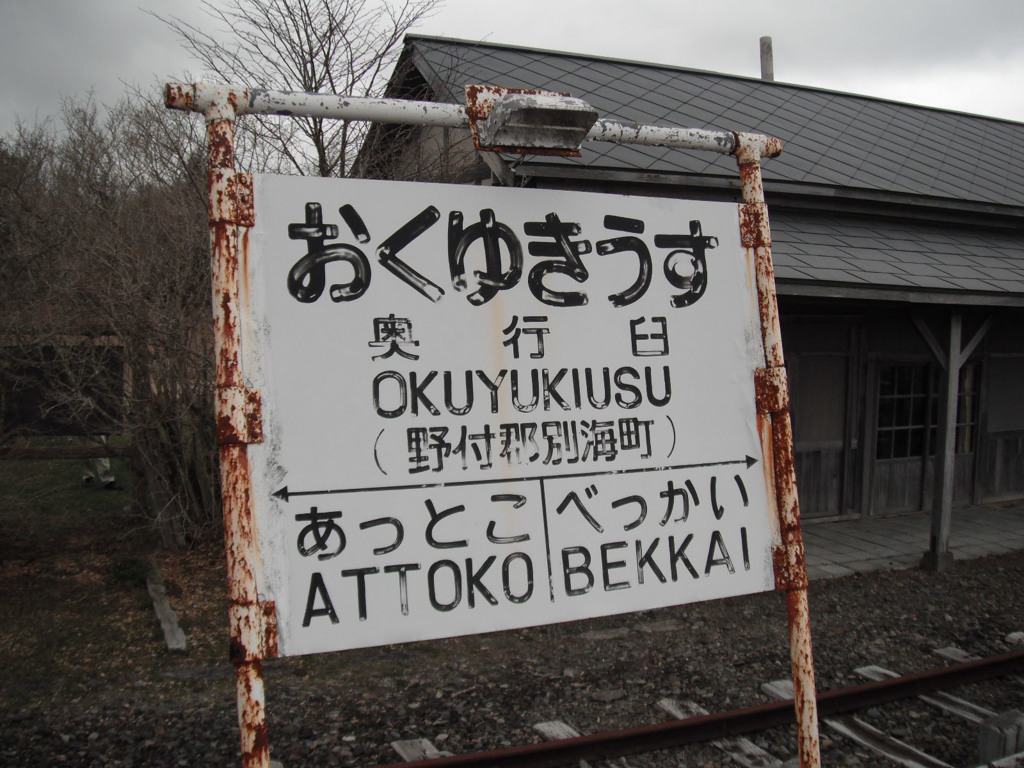 おくゆきうす
奥行臼
OKUYUKIUSU
(野付郡別海町)
あっとこ べっかい
ATTOKO BEKKAI